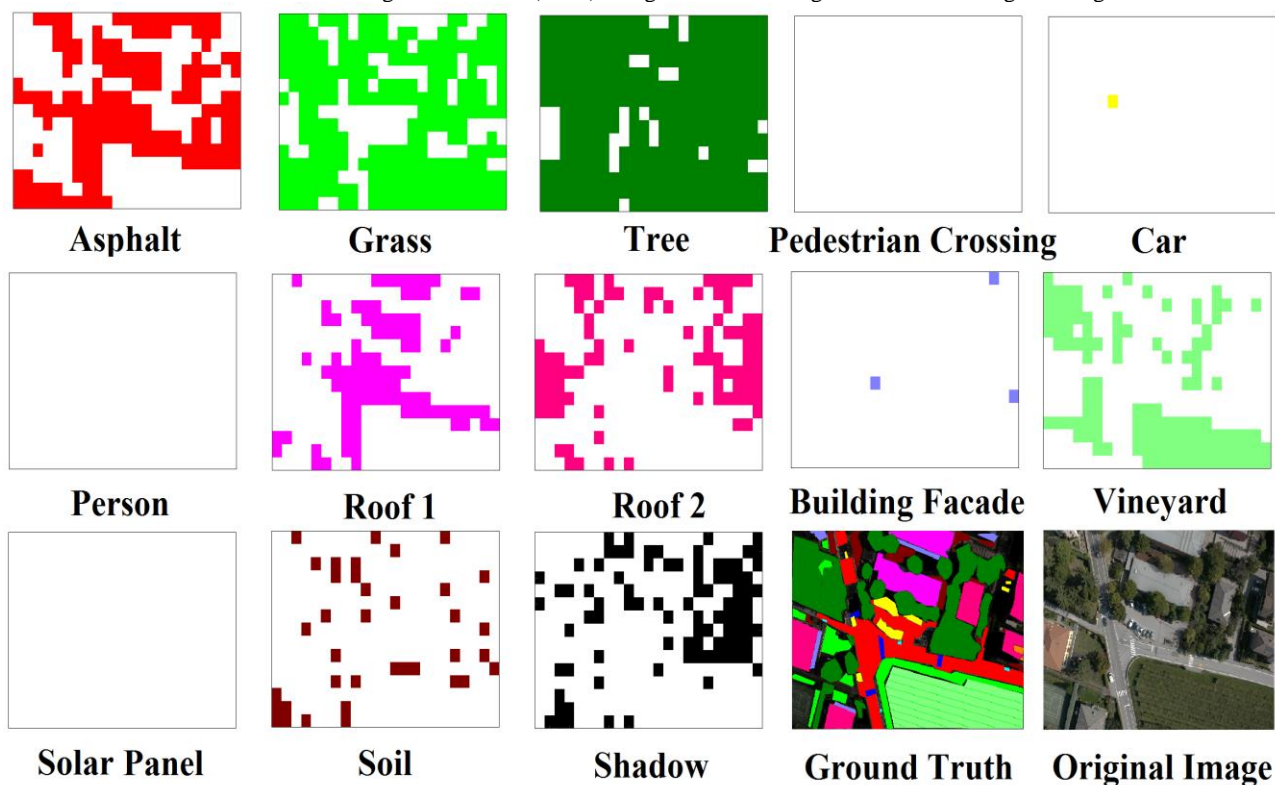 Asphalt
Grass
Tree
Pedestrian Crossing
Car
Person
Roof 1
Roof 2
Building Facade
Vineyard
Solar Panel
Soil
Shadow
Ground Truth
Original Image